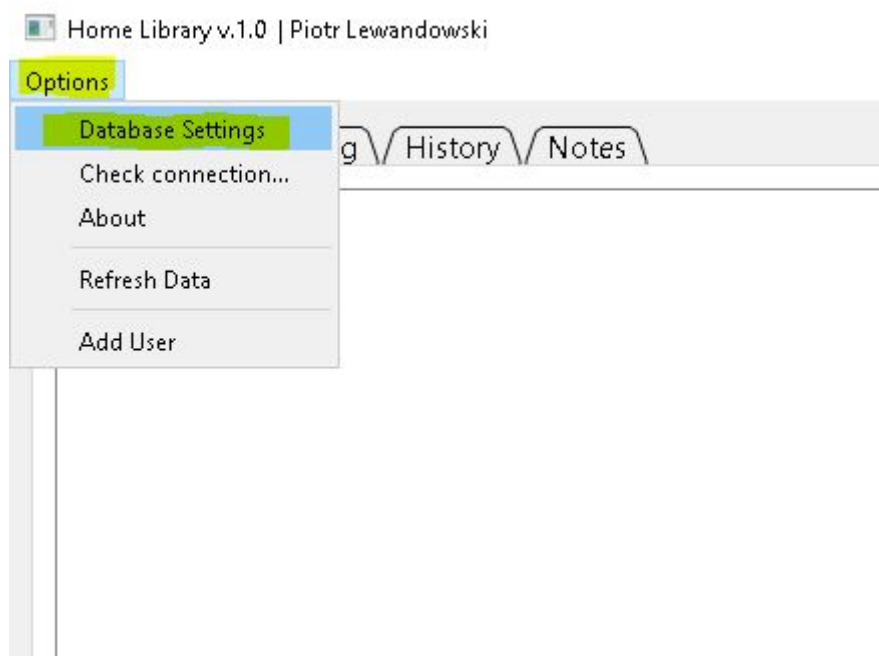 Home Library v.1.0 | Piotr Lewandowski
Options
Database Settings
g History Notes
Check connection...
About
Refresh Data
Add User